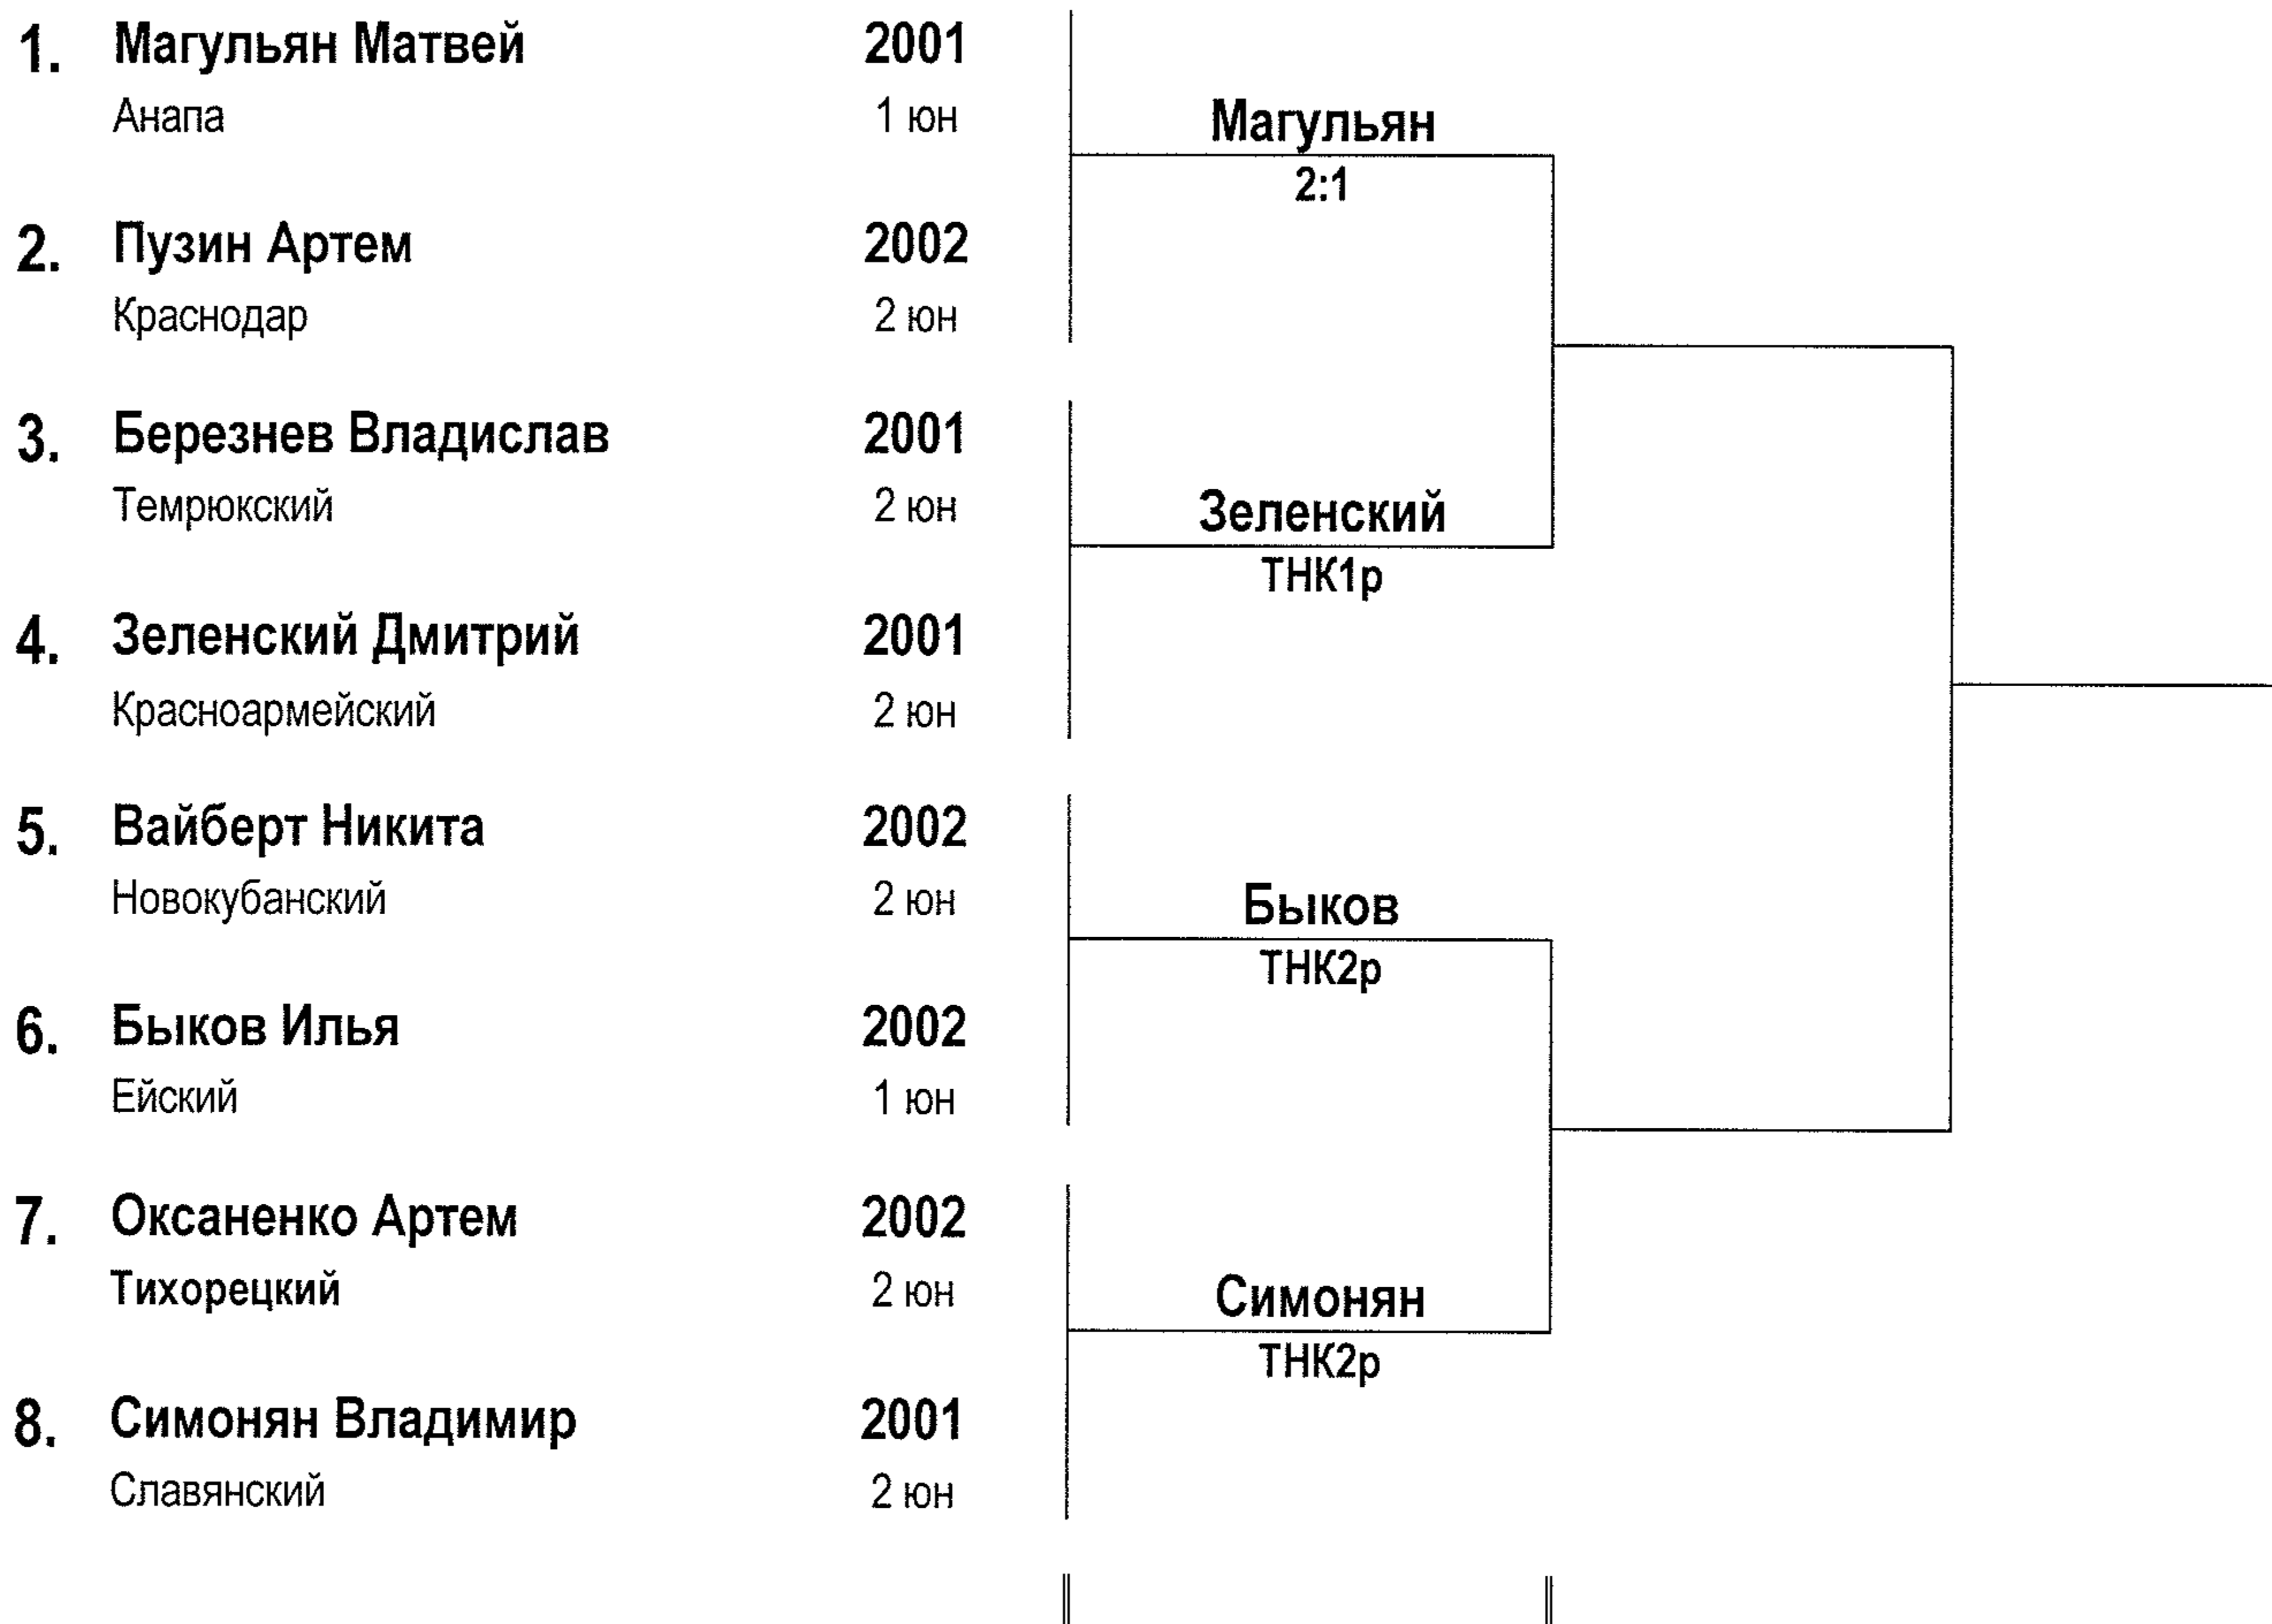 1. Магульян Матвей 2001
Анапа 1 юн
Магульян
2:1
2. Пузин Артем 2002
Краснодар 2 юн
3. Березнев Владислав 2001
Темрюкский 2 юн
Зеленский
ТНК1р
4. Зеленский Дмитрий 2001
Красноармейский 2 юн
5. Вайберт Никита 2002
Новокубанский 2 юн
Быков
ТНК2р
6. Быков Илья 2002
Ейский 1 юн
7. Оксаненко Артем 2002
Тихорецкий 2 юн
Симонян
ТНК2р
8. Симонян Владимир 2001
Славянский 2 юн